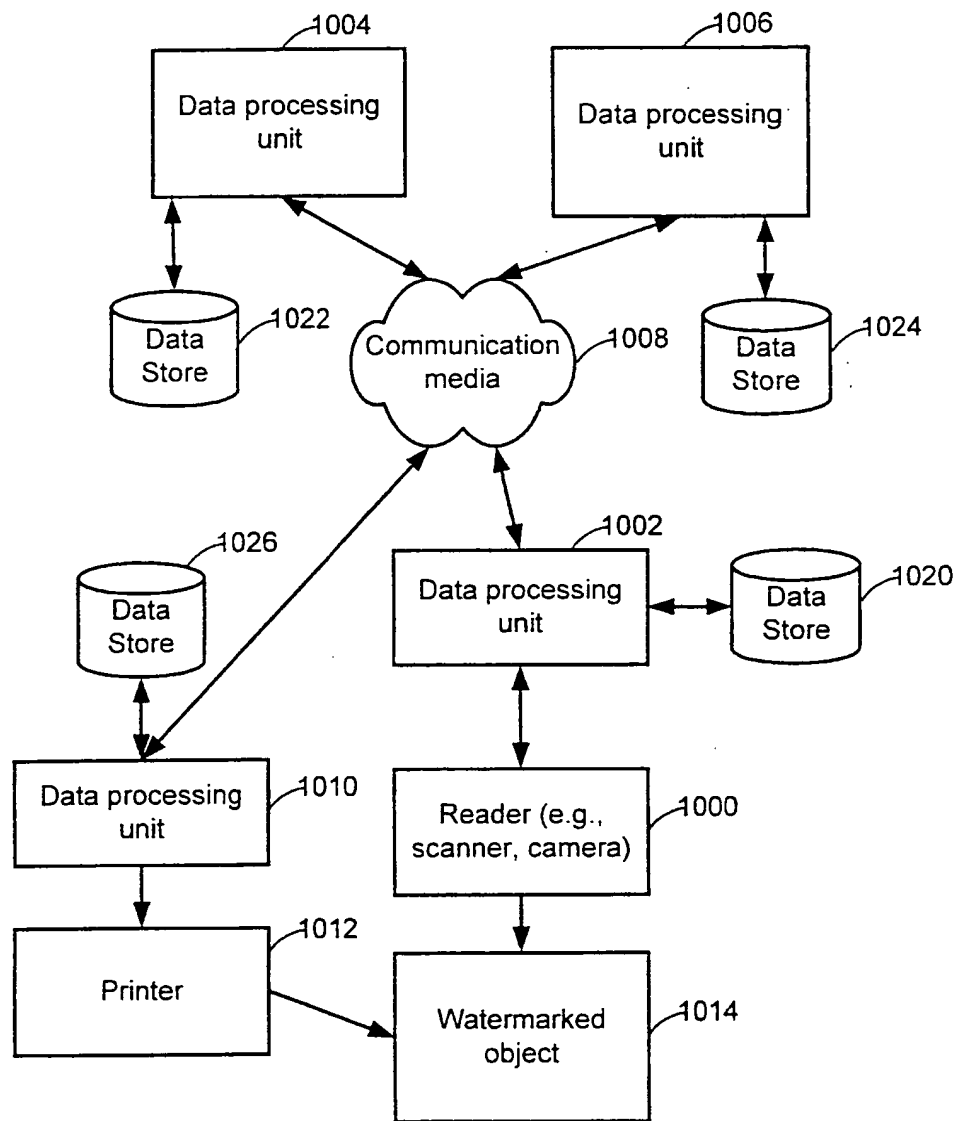 1004
Data processing
unit
1006
Data processing
unit
Data
Store
1022
Communication
media
1008
Data
Store
1024
1026
Data
Store
1002
Data processing
unit
Data
Store
1020
Data processing
unit
1010
Reader (e.g.,
scanner, camera)
1000
Printer
1012
Watermarked
object
1014